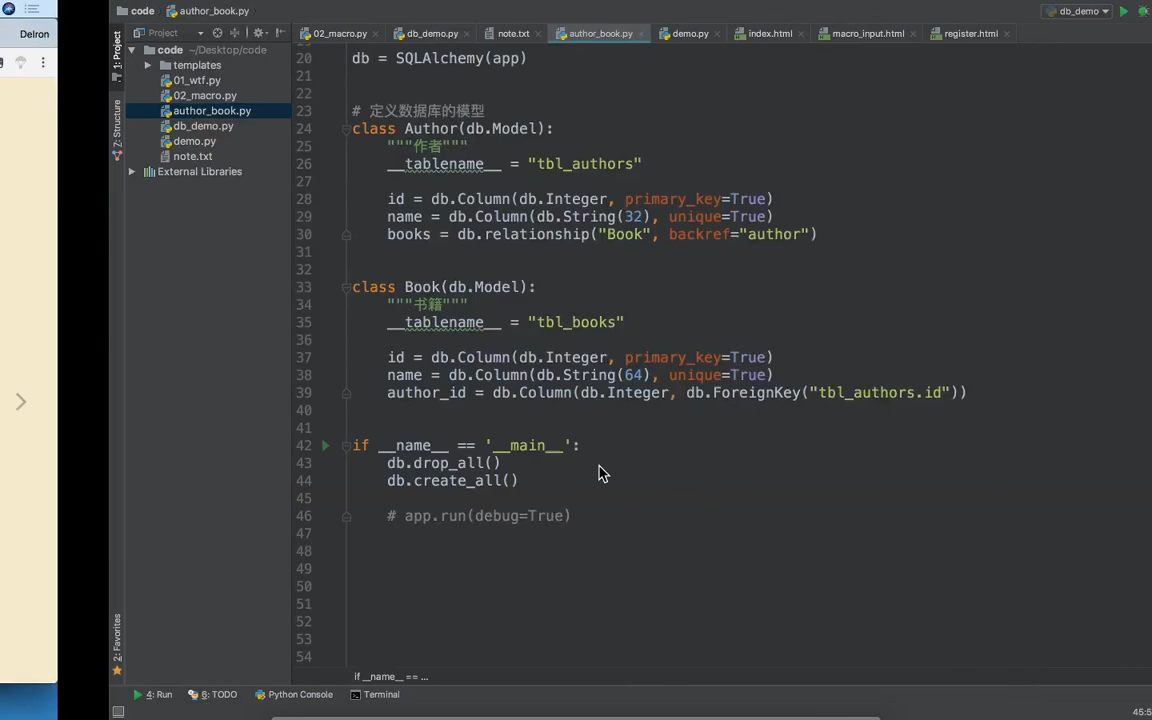 Delron
code
author_book.py
db_demo
1: Project
Project
02_macro.py
db_demo.py
note.txt
author_book.py
demo.py
index.html
macro_input.html
register.html
code ~/Desktop/code
templates
01_wtf.py
02_macro.py
author_book.py
db_demo.py
demo.py
note.txt
External Libraries
7: Structure
2: Favorites
20 db = SQLAlchemy(app)
21
22
23 # 定义数据库的模型
24 class Author(db.Model):
25 """作者"""
26 __tablename__ = "tbl_authors"
27
28 id = db.Column(db.Integer, primary_key=True)
29 name = db.Column(db.String(32), unique=True)
30 books = db.relationship("Book", backref="author")
31
32
33 class Book(db.Model):
34 """书籍"""
35 __tablename__ = "tbl_books"
36
37 id = db.Column(db.Integer, primary_key=True)
38 name = db.Column(db.String(64), unique=True)
39 author_id = db.Column(db.Integer, db.ForeignKey("tbl_authors.id"))
40
41
42 if __name__ == '__main__':
43 db.drop_all()
44 db.create_all()
45
46 # app.run(debug=True)
47
48
49
50
51
52
53
54
if __name__ == ...
4: Run
6: TODO
Python Console
Terminal
45:5